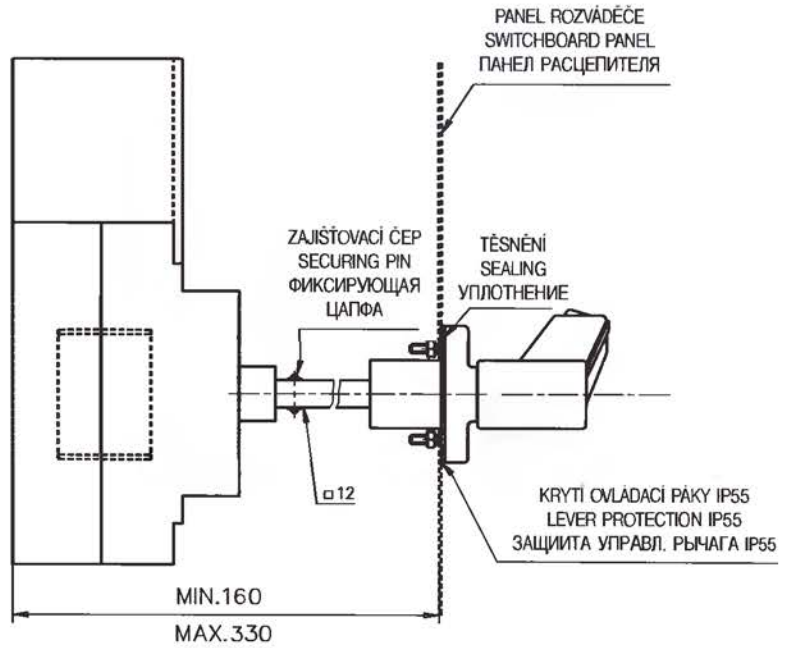 PANEL ROZVÁDĚČE
SWITCHBOARD PANEL
ПАНЕЛ РАСЦЕПИТЕЛЯ
ZAJIŠŤOVACÍ ČEP
SECURING PIN
ФИКСИРУЮЩАЯ
ЦАПФА
TĚSNĚNÍ
SEALING
УПЛОТНЕНИЕ
□12
KRYTÍ OVLÁDACÍ PÁKY IP55
LEVER PROTECTION IP55
ЗАЩИИТА УПРАВЛ. РЫЧАГА IP55
MIN.160
MAX.330